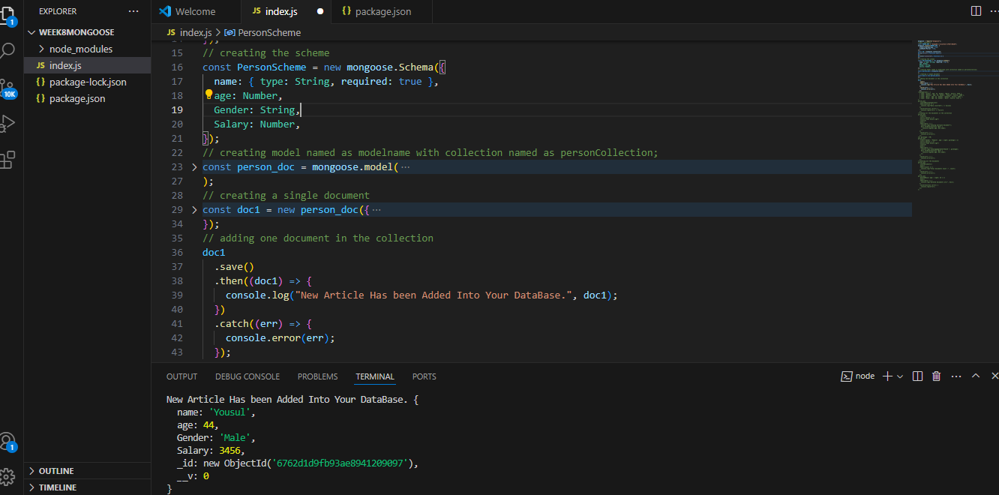 EXPLORER ...
WEEK8MONGOOSE
node_modules
JS index.js
{} package-lock.json
{} package.json
OUTLINE
TIMELINE
1
10K
1
Welcome
JS index.js
{} package.json
JS index.js > PersonScheme
15 // creating the scheme
16 const PersonScheme = new mongoose.Schema({
17 name: { type: String, required: true },
18 age: Number,
19 Gender: String,
20 Salary: Number,
21 });
22 // creating model named as modelname with collection named as personCollection;
23 const person_doc = mongoose.model( ...
27 );
28 // creating a single document
29 const doc1 = new person_doc({ ...
34 });
35 // adding one document in the collection
36 doc1
37 .save()
38 .then((doc1) => {
39 console.log("New Article Has been Added Into Your DataBase.", doc1);
40 })
41 .catch((err) => {
42 console.error(err);
43 });
OUTPUT DEBUG CONSOLE PROBLEMS TERMINAL PORTS
node
New Article Has been Added Into Your DataBase. {
name: 'Yousul',
age: 44,
Gender: 'Male',
Salary: 3456,
_id: new ObjectId('6762d1d9fb93ae8941209097'),
__v: 0
}